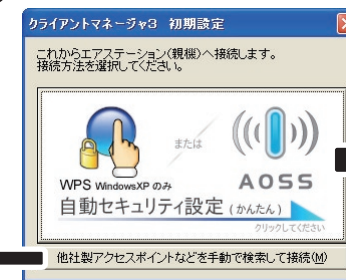 クライアントマネージャ3 初期設定
これからエアステーション(親機)へ接続します。
接続方法を選択してください。
または
WPS WindowsXP のみ
AOSS
自動セキュリティ設定 (かんたん)
クリックしてください
他社製アクセスポイントなどを手動で検索して接続(M)